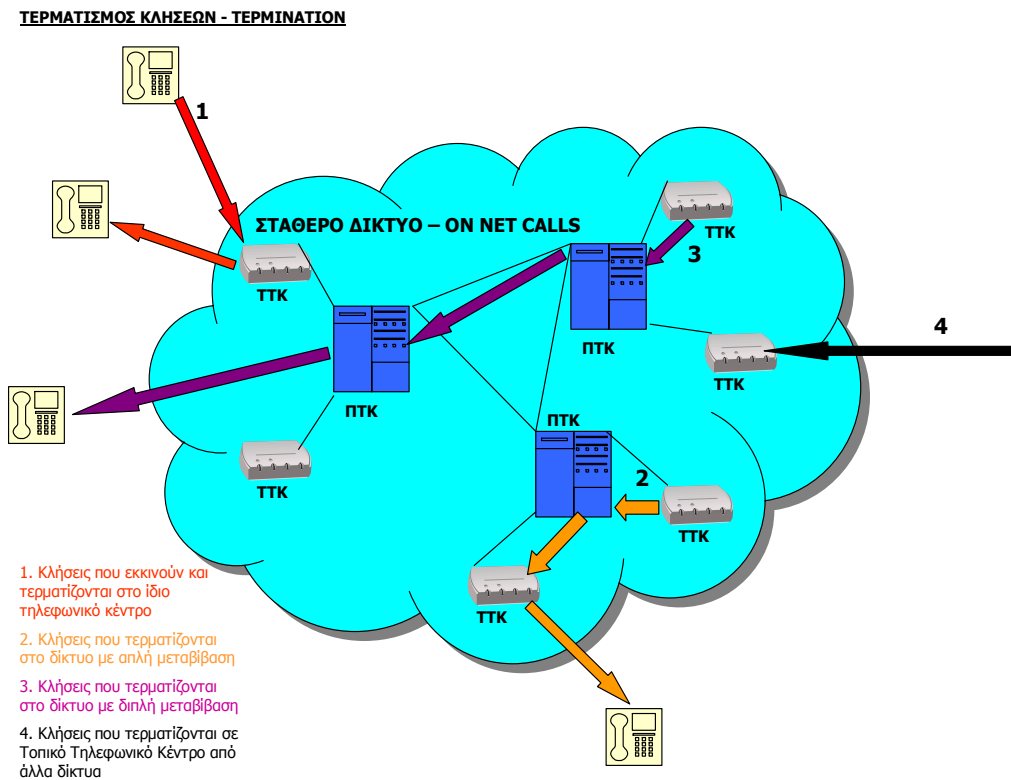 ΤΕΡΜΑΤΙΣΜΟΣ ΚΛΗΣΕΩΝ - TERMINATION
1
ΣΤΑΘΕΡΟ ΔΙΚΤΥΟ – ON NET CALLS
ΤΤΚ
3
ΤΤΚ
4
ΠΤΚ
ΤΤΚ
ΠΤΚ
ΠΤΚ
2
ΤΤΚ
ΤΤΚ
ΤΤΚ
1. Κλήσεις που εκκινούν και
τερματίζονται στο ίδιο
τηλεφωνικό κέντρο
2. Κλήσεις που τερματίζονται
στο δίκτυο με απλή μεταβίβαση
3. Κλήσεις που τερματίζονται
στο δίκτυο με διπλή μεταβίβαση
4. Κλήσεις που τερματίζονται σε
Τοπικό Τηλεφωνικό Κέντρο από
άλλα δίκτυα